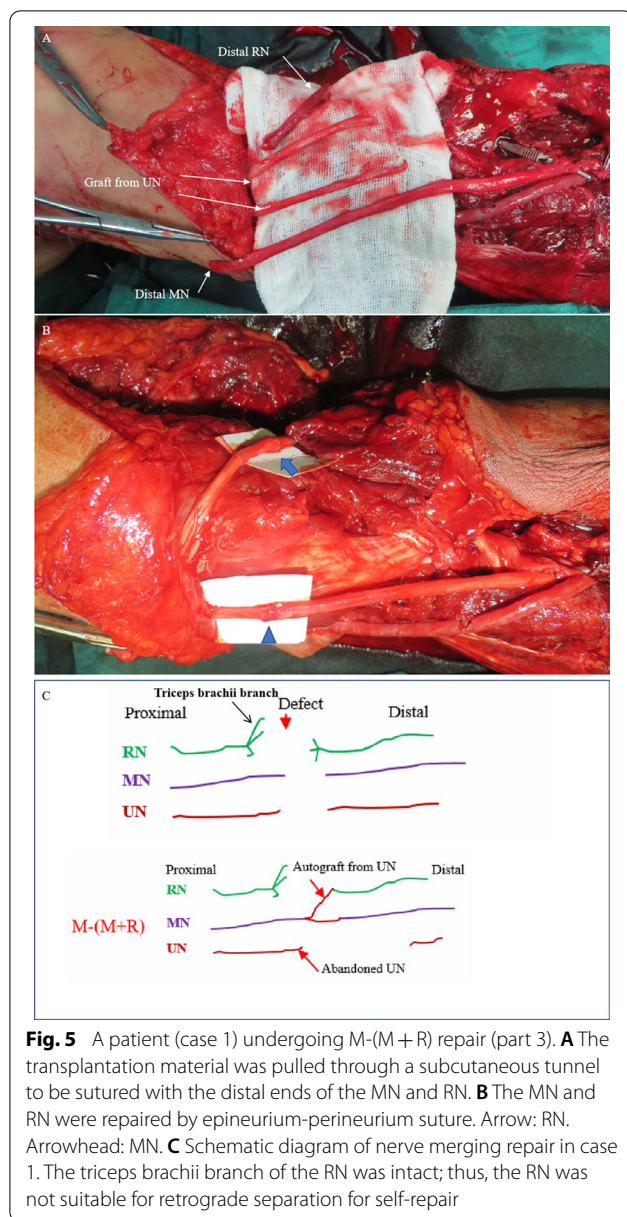 A
Distal RN
Graft from UN
Distal MN
B
C
Triceps brachii branch
Proximal
Defect
Distal
RN
MN
UN
Proximal
Autograft from UN
Distal
RN
M-(M+R)
MN
UN
Abandoned UN
Fig. 5 A patient (case 1) undergoing M-(M + R) repair (part 3). A The
transplantation material was pulled through a subcutaneous tunnel
to be sutured with the distal ends of the MN and RN. B The MN and
RN were repaired by epineurium-perineurium suture. Arrow: RN.
Arrowhead: MN. C Schematic diagram of nerve merging repair in case
1. The triceps brachii branch of the RN was intact; thus, the RN was
not suitable for retrograde separation for self-repair